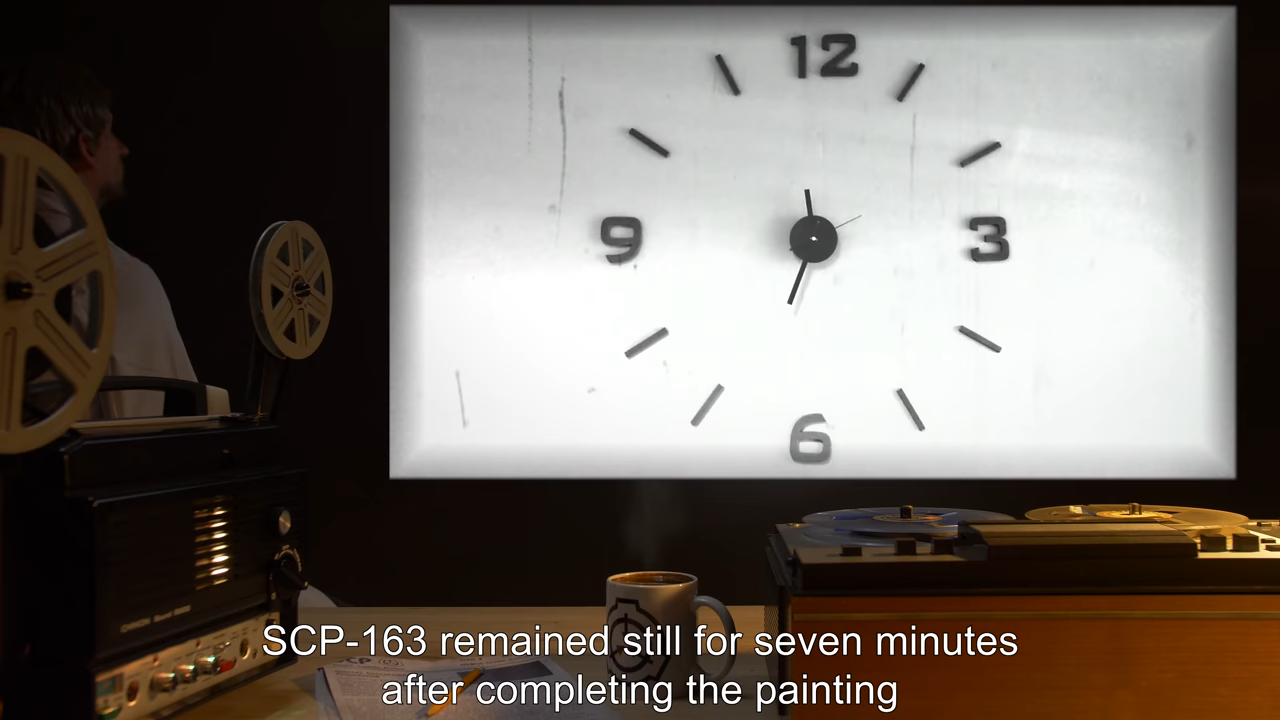 12
9
3
6
SCP-163 remained still for seven minutes
after completing the painting